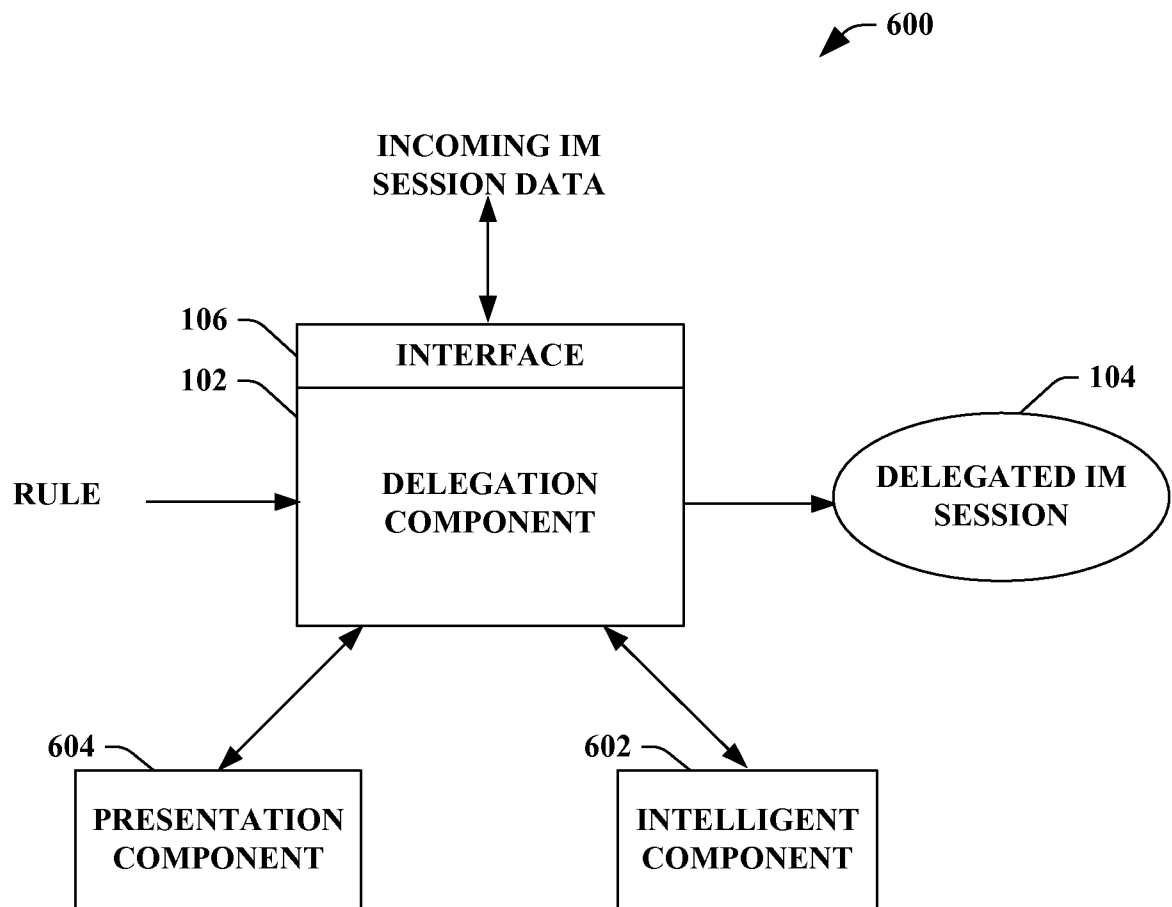 600
INCOMING IM
SESSION DATA
106
INTERFACE
102
104
DELEGATION
COMPONENT
DELEGATED IM
SESSION
RULE
604
602
PRESENTATION
COMPONENT
INTELLIGENT
COMPONENT